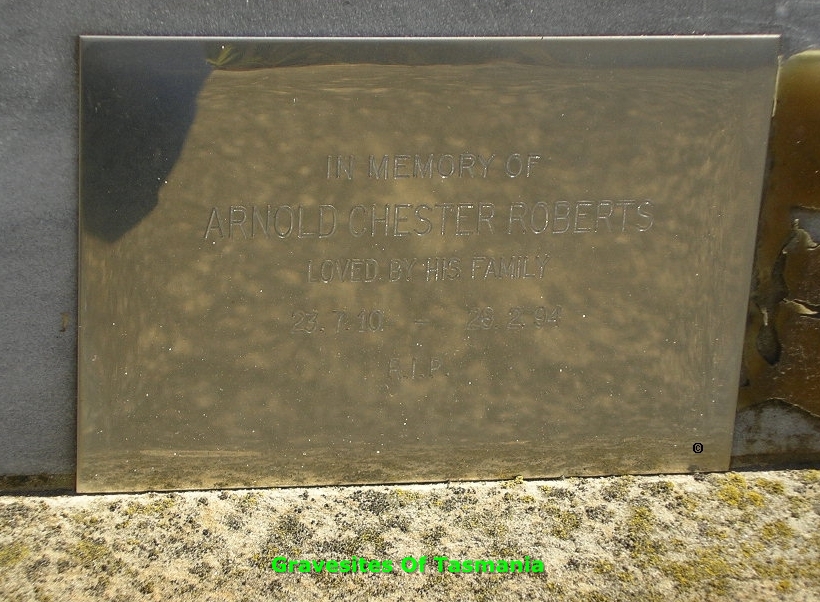 IN MEMORY OF
ARNOLD CHESTER ROBERTS
LOVED BY HIS FAMILY
23.7.10. — 28.2.94
R.I.P.
©
Gravesites Of Tasmania